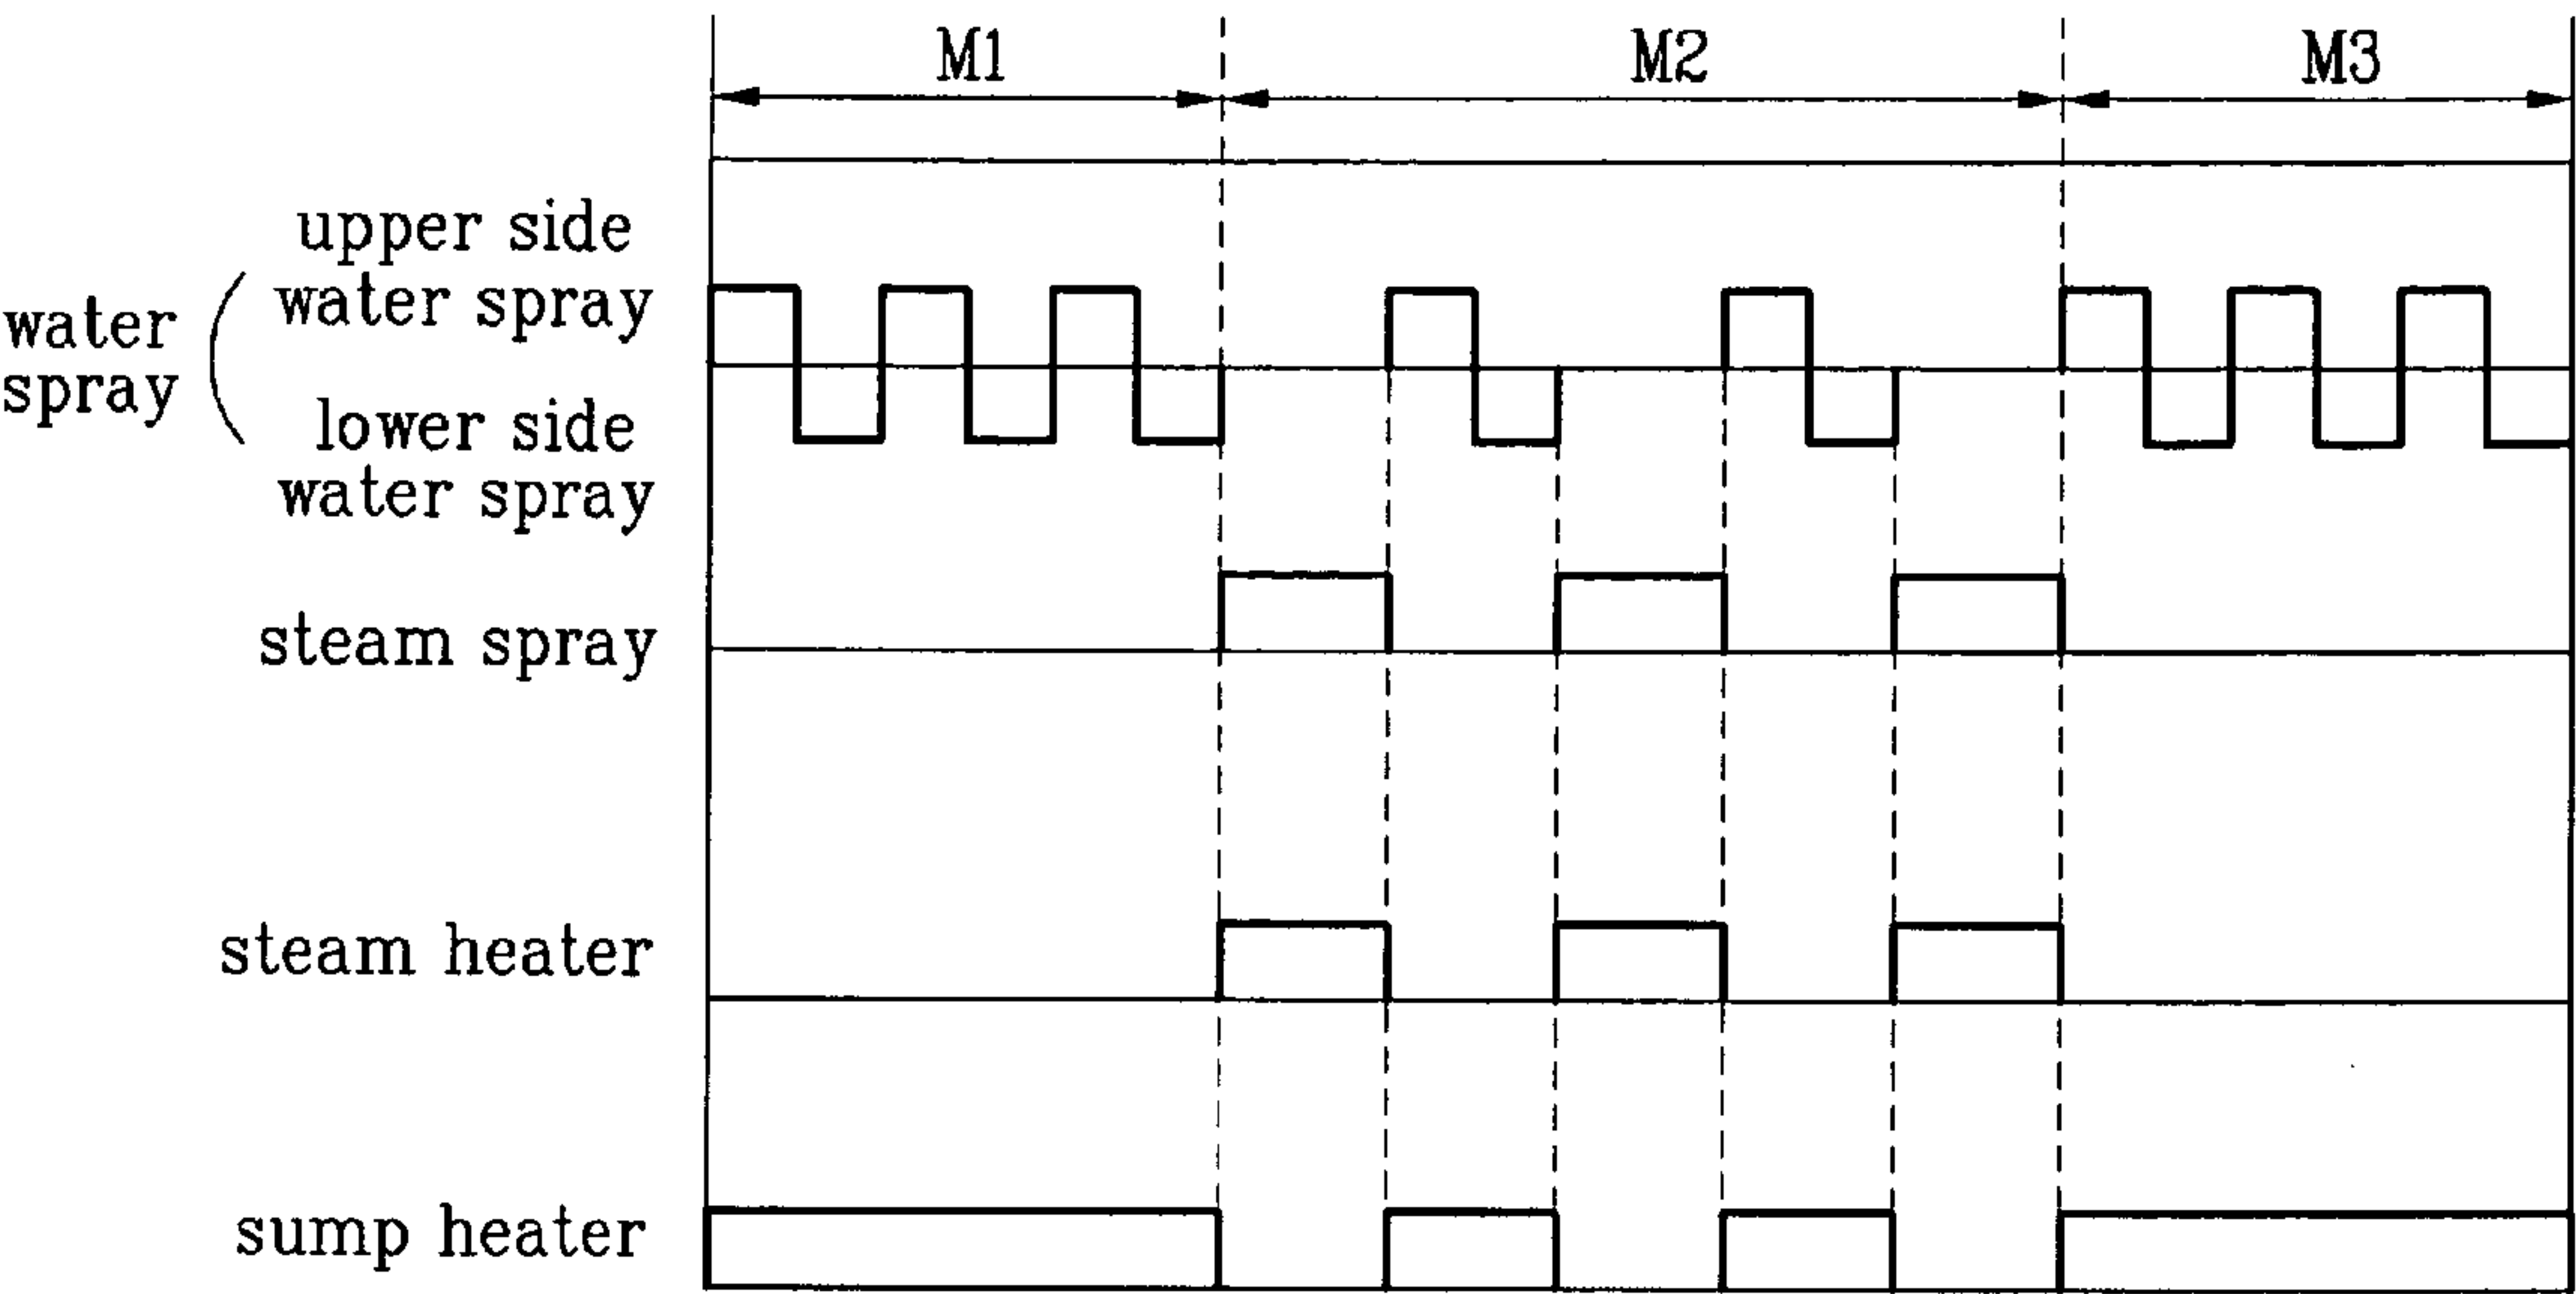 M1 M2 M3
upper side
water spray
water
spray
lower side
water spray
steam spray
steam heater
sump heater